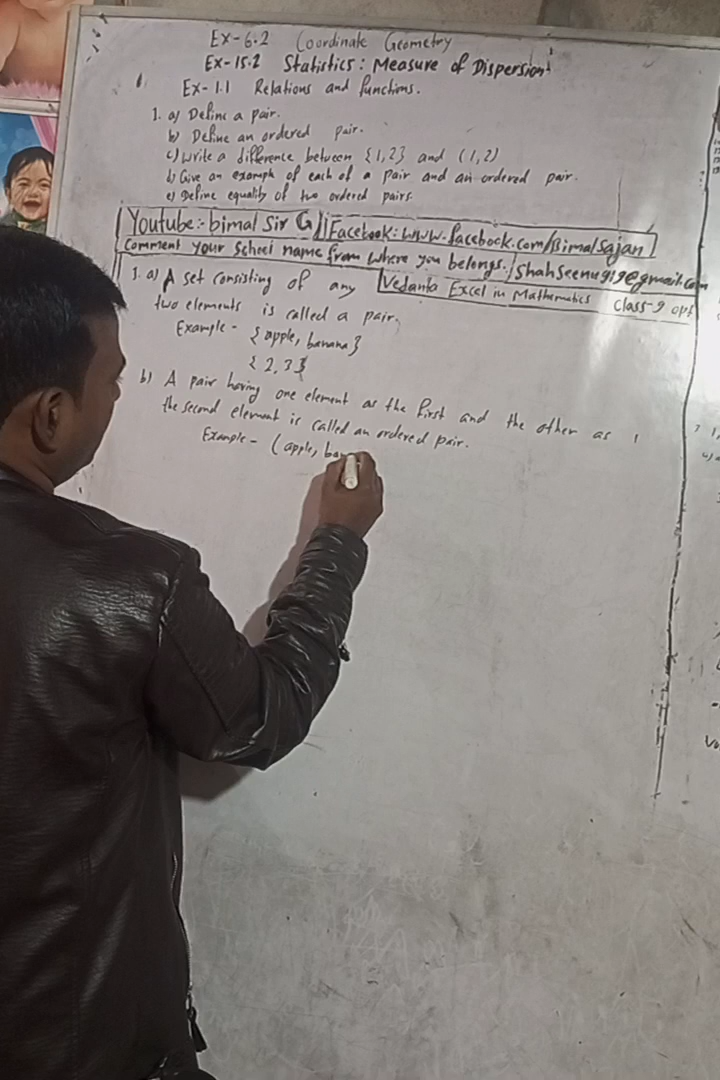 Ex-6.2 Coordinate Geometry
Ex-15.2 Statistics: Measure of Dispersion
Ex-1.1 Relations and functions.
1. a) Define a pair.
b) Define an ordered pair.
c) Write a difference between {1,2} and (1,2)
d) Give an example of each of a pair and an ordered pair.
e) Define equality of two ordered pairs.
Youtube:- bimal Sir G Facebook: www.facebook.com/BimalSajan
Comment your School name from where you belongs. / Shahseenu919@gmail.com
Vedanta Excel in Mathematics Class-9 opt
1. a) A set consisting of any
two elements is called a pair.
Example - {apple, banana}
{2,3}
b) A pair having one element as the first and the other as
the second element is called an ordered pair.
Example - (apple, ban